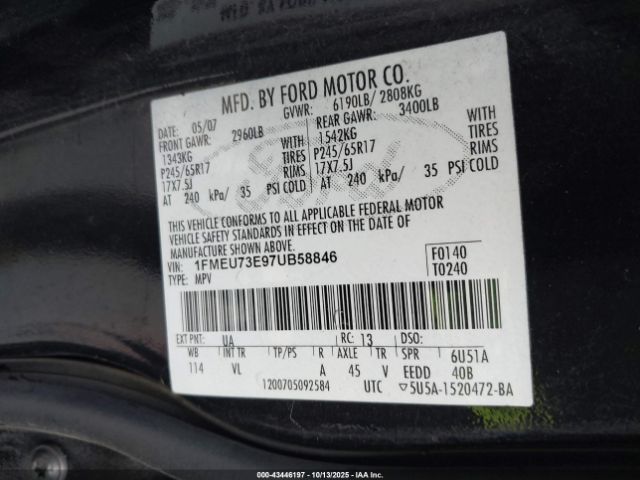 MFD. BY FORD MOTOR CO.
DATE: 05/07 GVWR: 6190LB/ 2808KG
FRONT GAWR: 2960LB REAR GAWR: 3400LB
1343KG WITH 1542KG WITH
P245/65R17 TIRES P245/65R17 TIRES
17X7.5J RIMS 17X7.5J RIMS
AT 240 kPa/ 35 PSI COLD AT 240 kPa/ 35 PSI COLD
THIS VEHICLE CONFORMS TO ALL APPLICABLE FEDERAL MOTOR
VEHICLE SAFETY STANDARDS IN EFFECT ON THE DATE OF
MANUFACTURE SHOWN ABOVE.
VIN: 1FMEU73E97UB58846 F0140
TYPE: MPV T0240
EXT PNT: UA RC: 13 DSO:
WB INT TR TP/PS R AXLE TR SPR 6U51A
114 VL A 45 V EEDD 40B
1200705092584 UTC ▽5U5A-1520472-BA
Ford
000-43446197 - 10/13/2025 - IAAI.COM